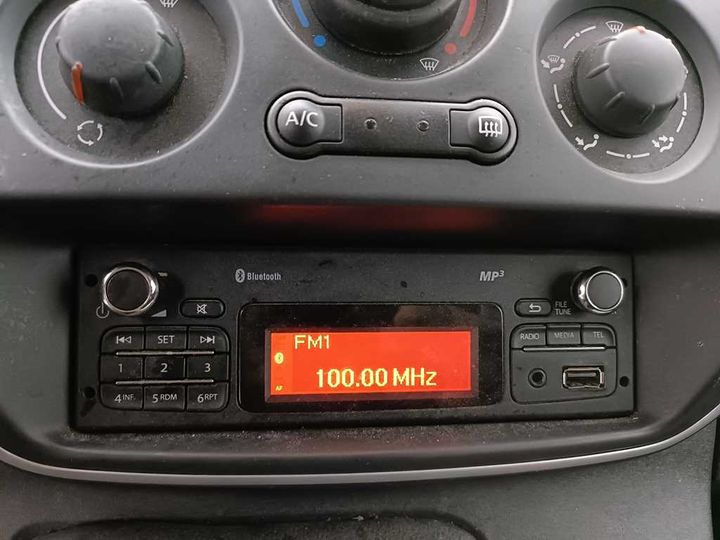 A/C
Bluetooth
MP3
SET
FILE
TUNE
FM1
100.00 MHz
AF
1 2 3
4 INF. 5 RDM 6 RPT
RADIO MEDYA TEL